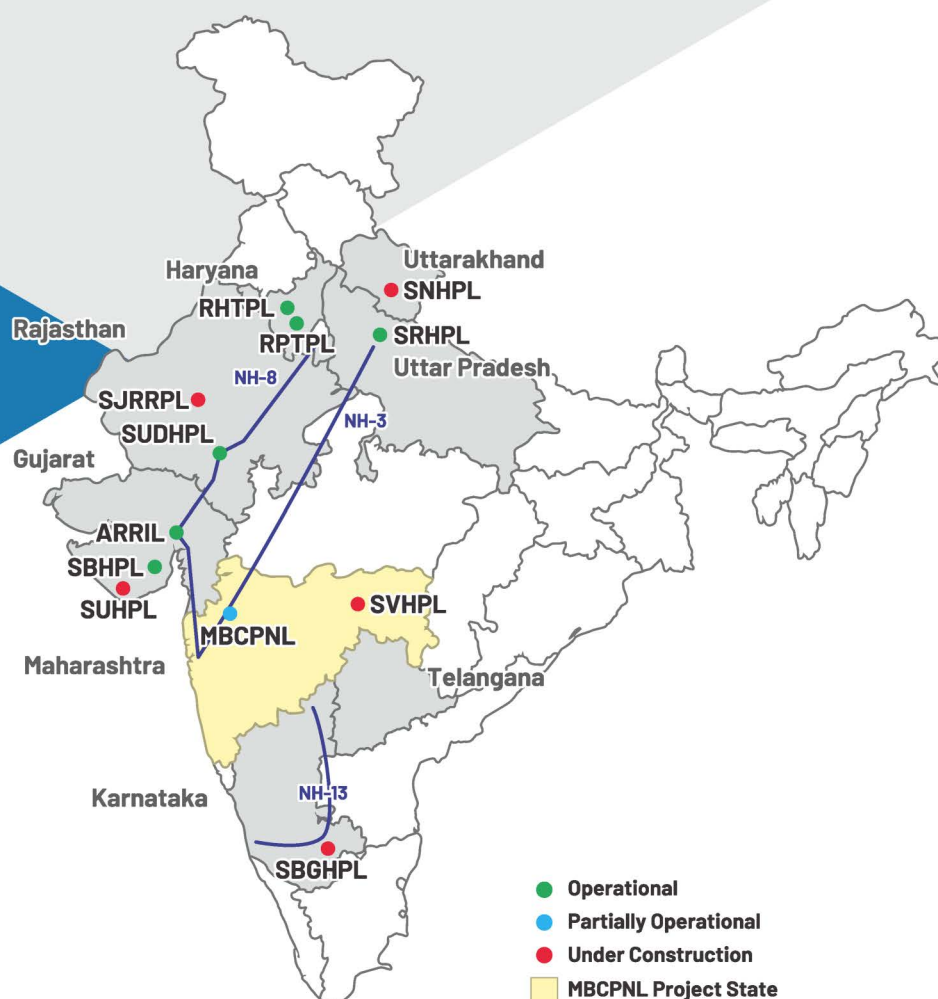 Uttarakhand
Haryana
SNHPL
RHTPL
Rajasthan
RPTPL
SRHPL
Uttar Pradesh
NH-8
SJRRPL
NH-3
SUDHPL
Gujarat
ARRIL
SBHPL
SUHPL
SVHPL
MBCPNL
Maharashtra
Telangana
NH-13
Karnataka
SBGHPL
Operational
Partially Operational
Under Construction
MBCPNL Project State